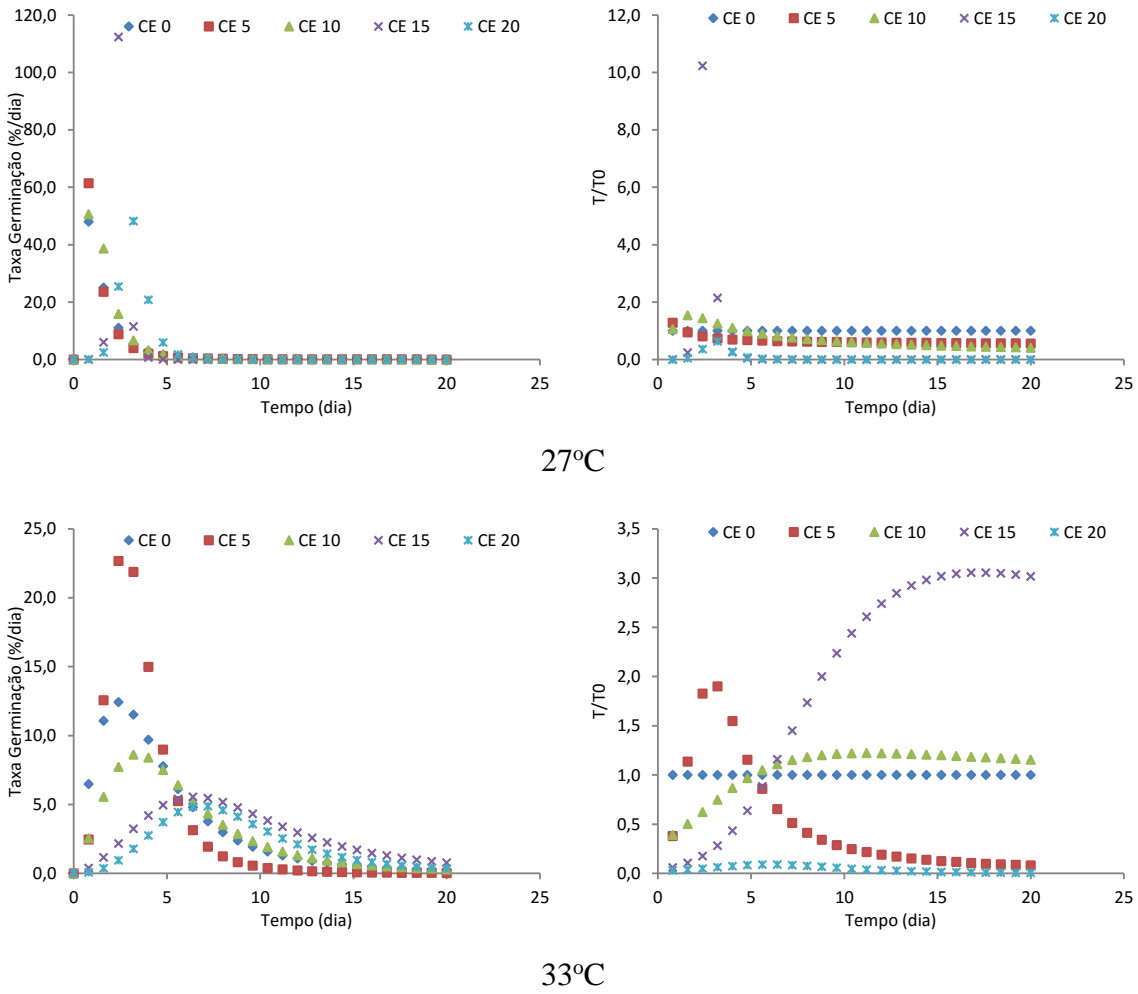 CE 0 CE 5 CE 10 CE 15 CE 20
120,0
100,0
80,0
60,0
40,0
20,0
0,0
Taxa Germinação (%/dia)
0 5 10 15 20 25
Tempo (dia)
CE 0 CE 5 CE 10 CE 15 CE 20
12,0
10,0
8,0
6,0
4,0
2,0
0,0
T/T0
0 5 10 15 20 25
Tempo (dia)
27ºC
CE 0 CE 5 CE 10 CE 15 CE 20
25,0
20,0
15,0
10,0
5,0
0,0
Taxa Germinação (%/dia)
0 5 10 15 20 25
Tempo (dia)
CE 0 CE 5 CE 10 CE 15 CE 20
3,5
3,0
2,5
2,0
1,5
1,0
0,5
0,0
T/T0
0 5 10 15 20 25
Tempo (dia)
33ºC